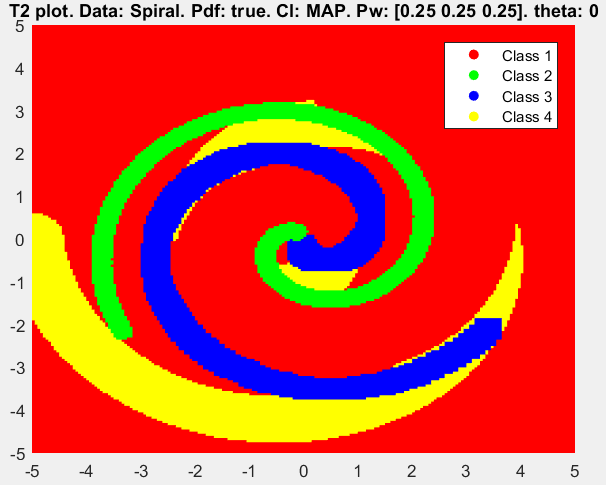 T2 plot. Data: Spiral. Pdf: true. Cl: MAP. Pw: [0.25 0.25 0.25]. theta: 0
5
4
3
2
1
0
-1
-2
-3
-4
-5
-5 -4 -3 -2 -1 0 1 2 3 4 5
Class 1
Class 2
Class 3
Class 4